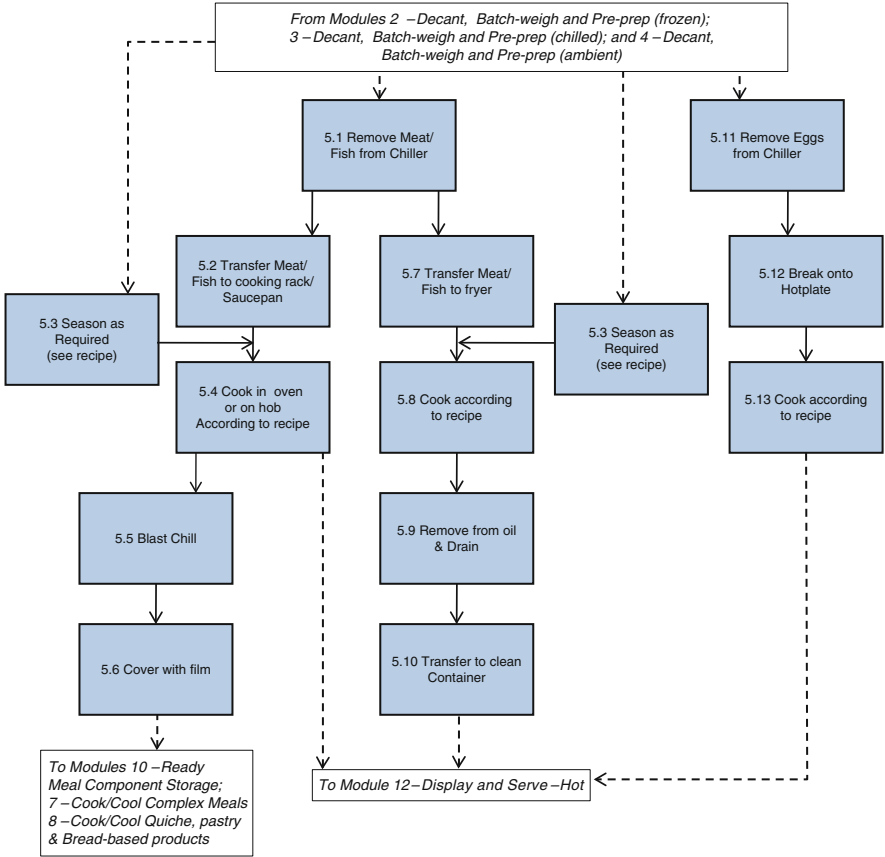 From Modules 2 –Decant, Batch-weigh and Pre-prep (frozen);
3 –Decant, Batch-weigh and Pre-prep (chilled); and 4 –Decant,
Batch-weigh and Pre-prep (ambient)
5.1 Remove Meat/
Fish from Chiller
5.11 Remove Eggs
from Chiller
5.2 Transfer Meat/
Fish to cooking rack/
Saucepan
5.7 Transfer Meat/
Fish to fryer
5.12 Break onto
Hotplate
5.3 Season as
Required
(see recipe)
5.3 Season as
Required
(see recipe)
5.4 Cook in oven
or on hob
According to recipe
5.8 Cook according
to recipe
5.13 Cook according
to recipe
5.5 Blast Chill
5.9 Remove from oil
& Drain
5.6 Cover with film
5.10 Transfer to clean
Container
To Modules 10 –Ready
Meal Component Storage;
7 –Cook/Cool Complex Meals
8 –Cook/Cool Quiche, pastry
& Bread-based products
To Module 12–Display and Serve –Hot